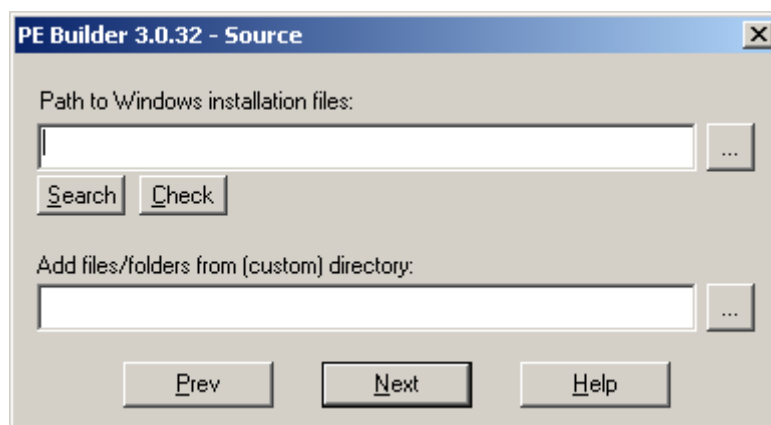 PE Builder 3.0.32 - Source
Path to Windows installation files:
...
Search Check
Add files/folders from (custom) directory:
...
Prev Next Help